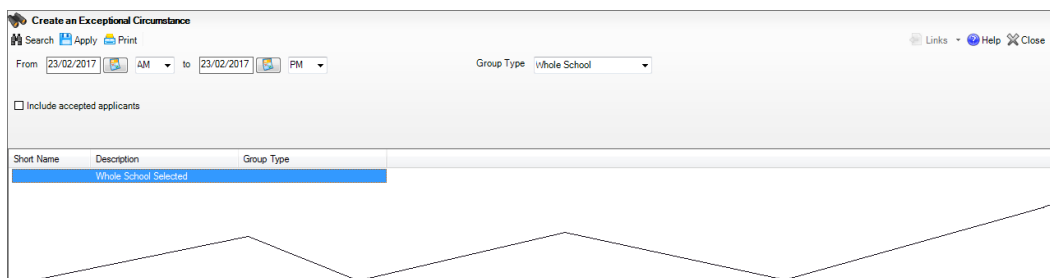 Create an Exceptional Circumstance
Search Apply Print Links Help Close
From 23/02/2017 AM to 23/02/2017 PM Group Type Whole School
Include accepted applicants
Short Name Description Group Type
Whole School Selected